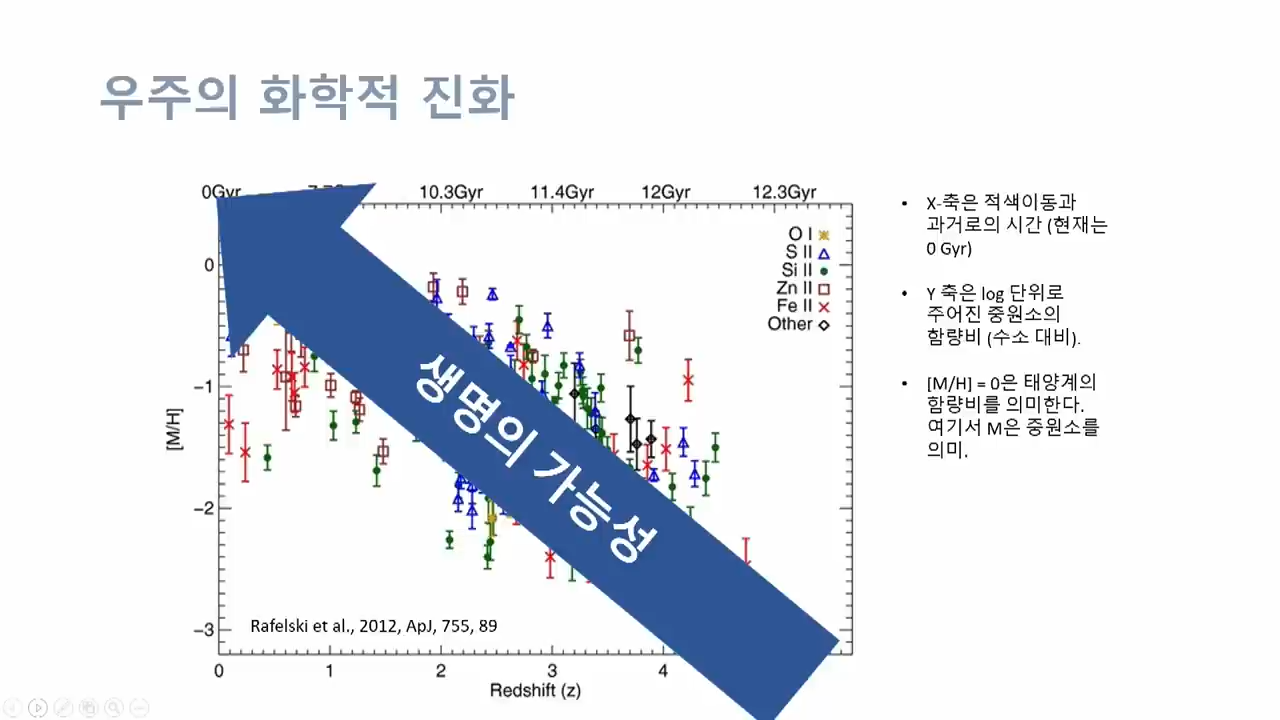 우주의 화학적 진화
0Gyr 10.3Gyr 11.4Gyr 12Gyr 12.3Gyr
O I
S II
Si II
Zn II
Fe II
Other
0
−1
−2
−3
[M/H]
생명의 가능성
Rafelski et al., 2012, ApJ, 755, 89
0 1 2 3 4
Redshift (z)
• X-축은 적색이동과
과거로의 시간 (현재는
0 Gyr)
• Y 축은 log 단위로
주어진 중원소의
함량비 (수소 대비).
• [M/H] = 0은 태양계의
함량비를 의미한다.
여기서 M은 중원소를
의미.